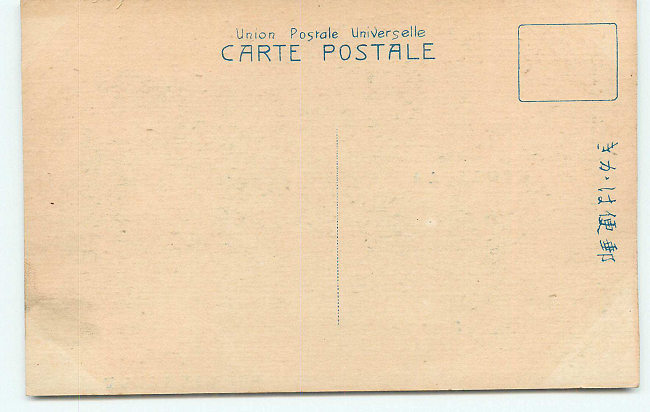 Union Postale Universelle
CARTE POSTALE
きがは便郵